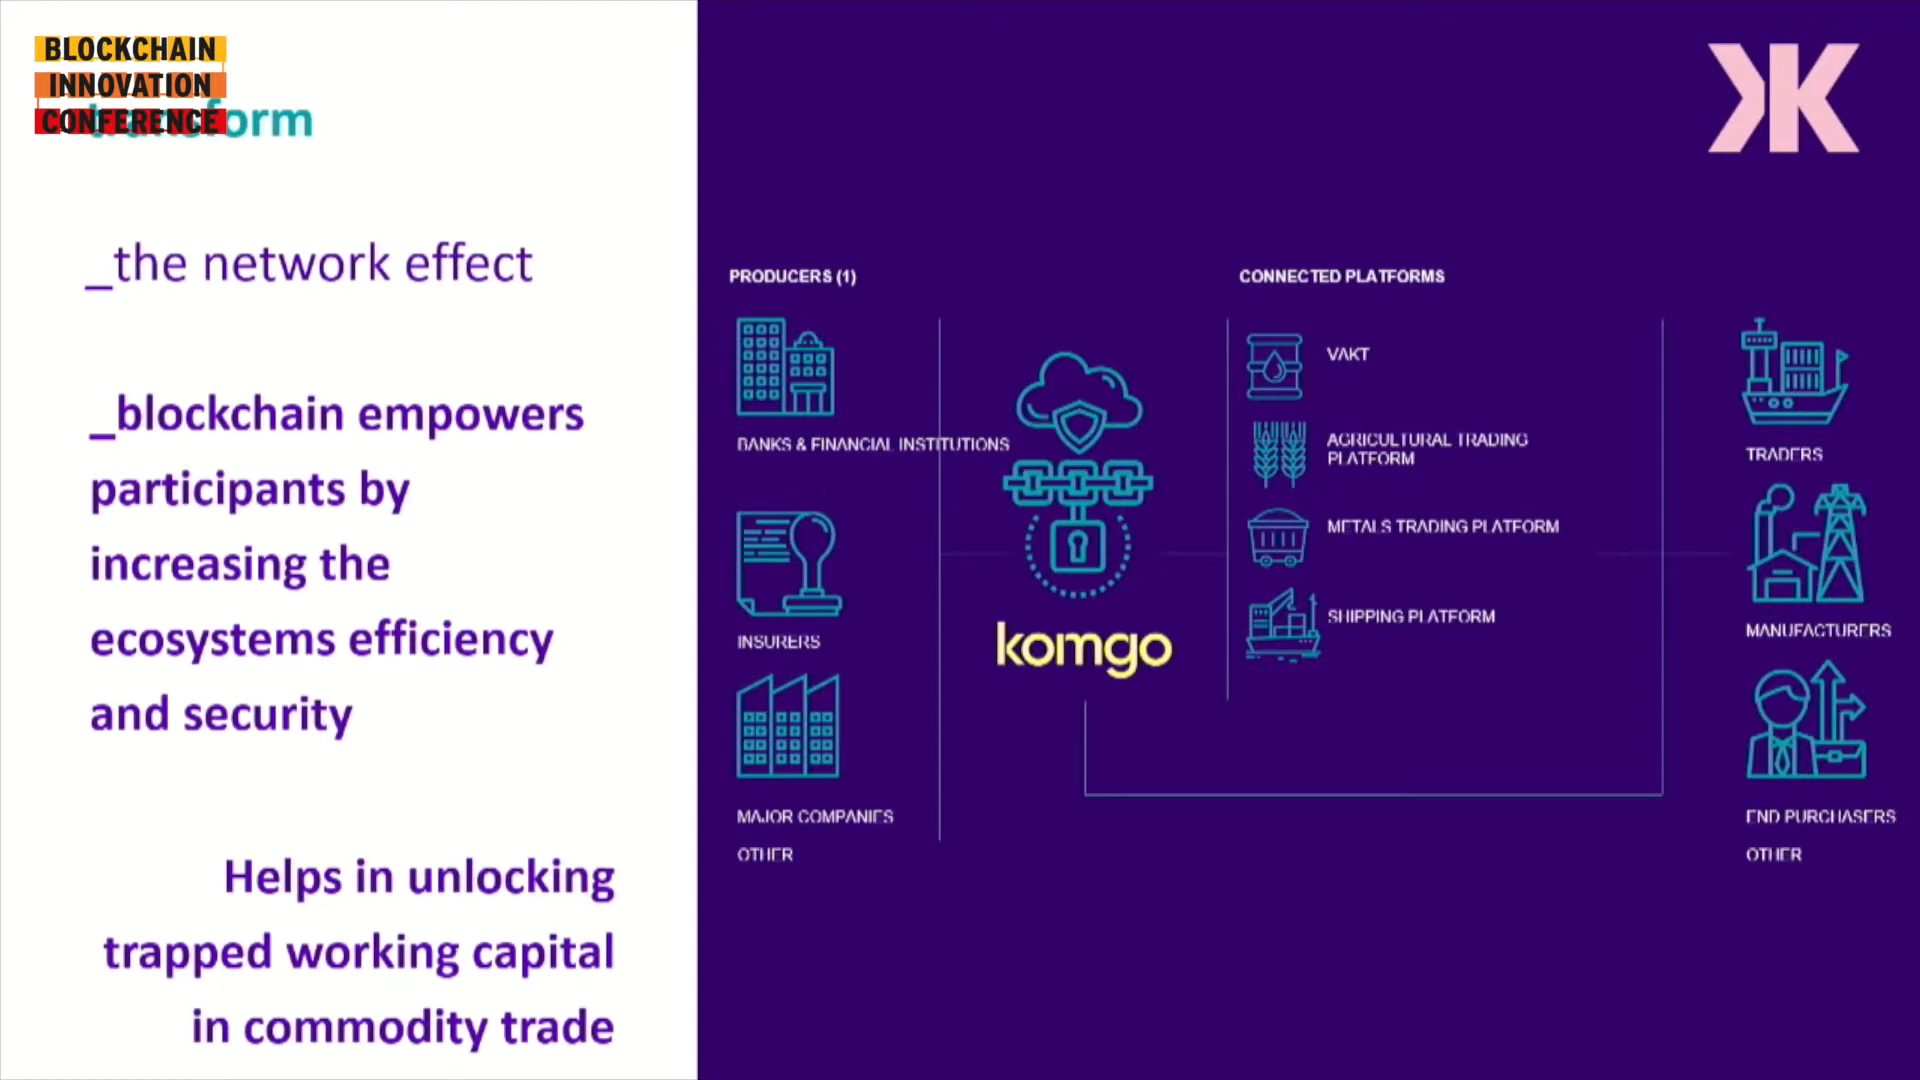 BLOCKCHAIN
INNOVATION
CONFERENCE
transform
_the network effect
_blockchain empowers
participants by
increasing the
ecosystems efficiency
and security
Helps in unlocking
trapped working capital
in commodity trade
PRODUCERS (1)
BANKS & FINANCIAL INSTITUTIONS
INSURERS
MAJOR COMPANIES
OTHER
komgo
CONNECTED PLATFORMS
VAKT
AGRICULTURAL TRADING
PLATFORM
METALS TRADING PLATFORM
SHIPPING PLATFORM
TRADERS
MANUFACTURERS
END PURCHASERS
OTHER
K